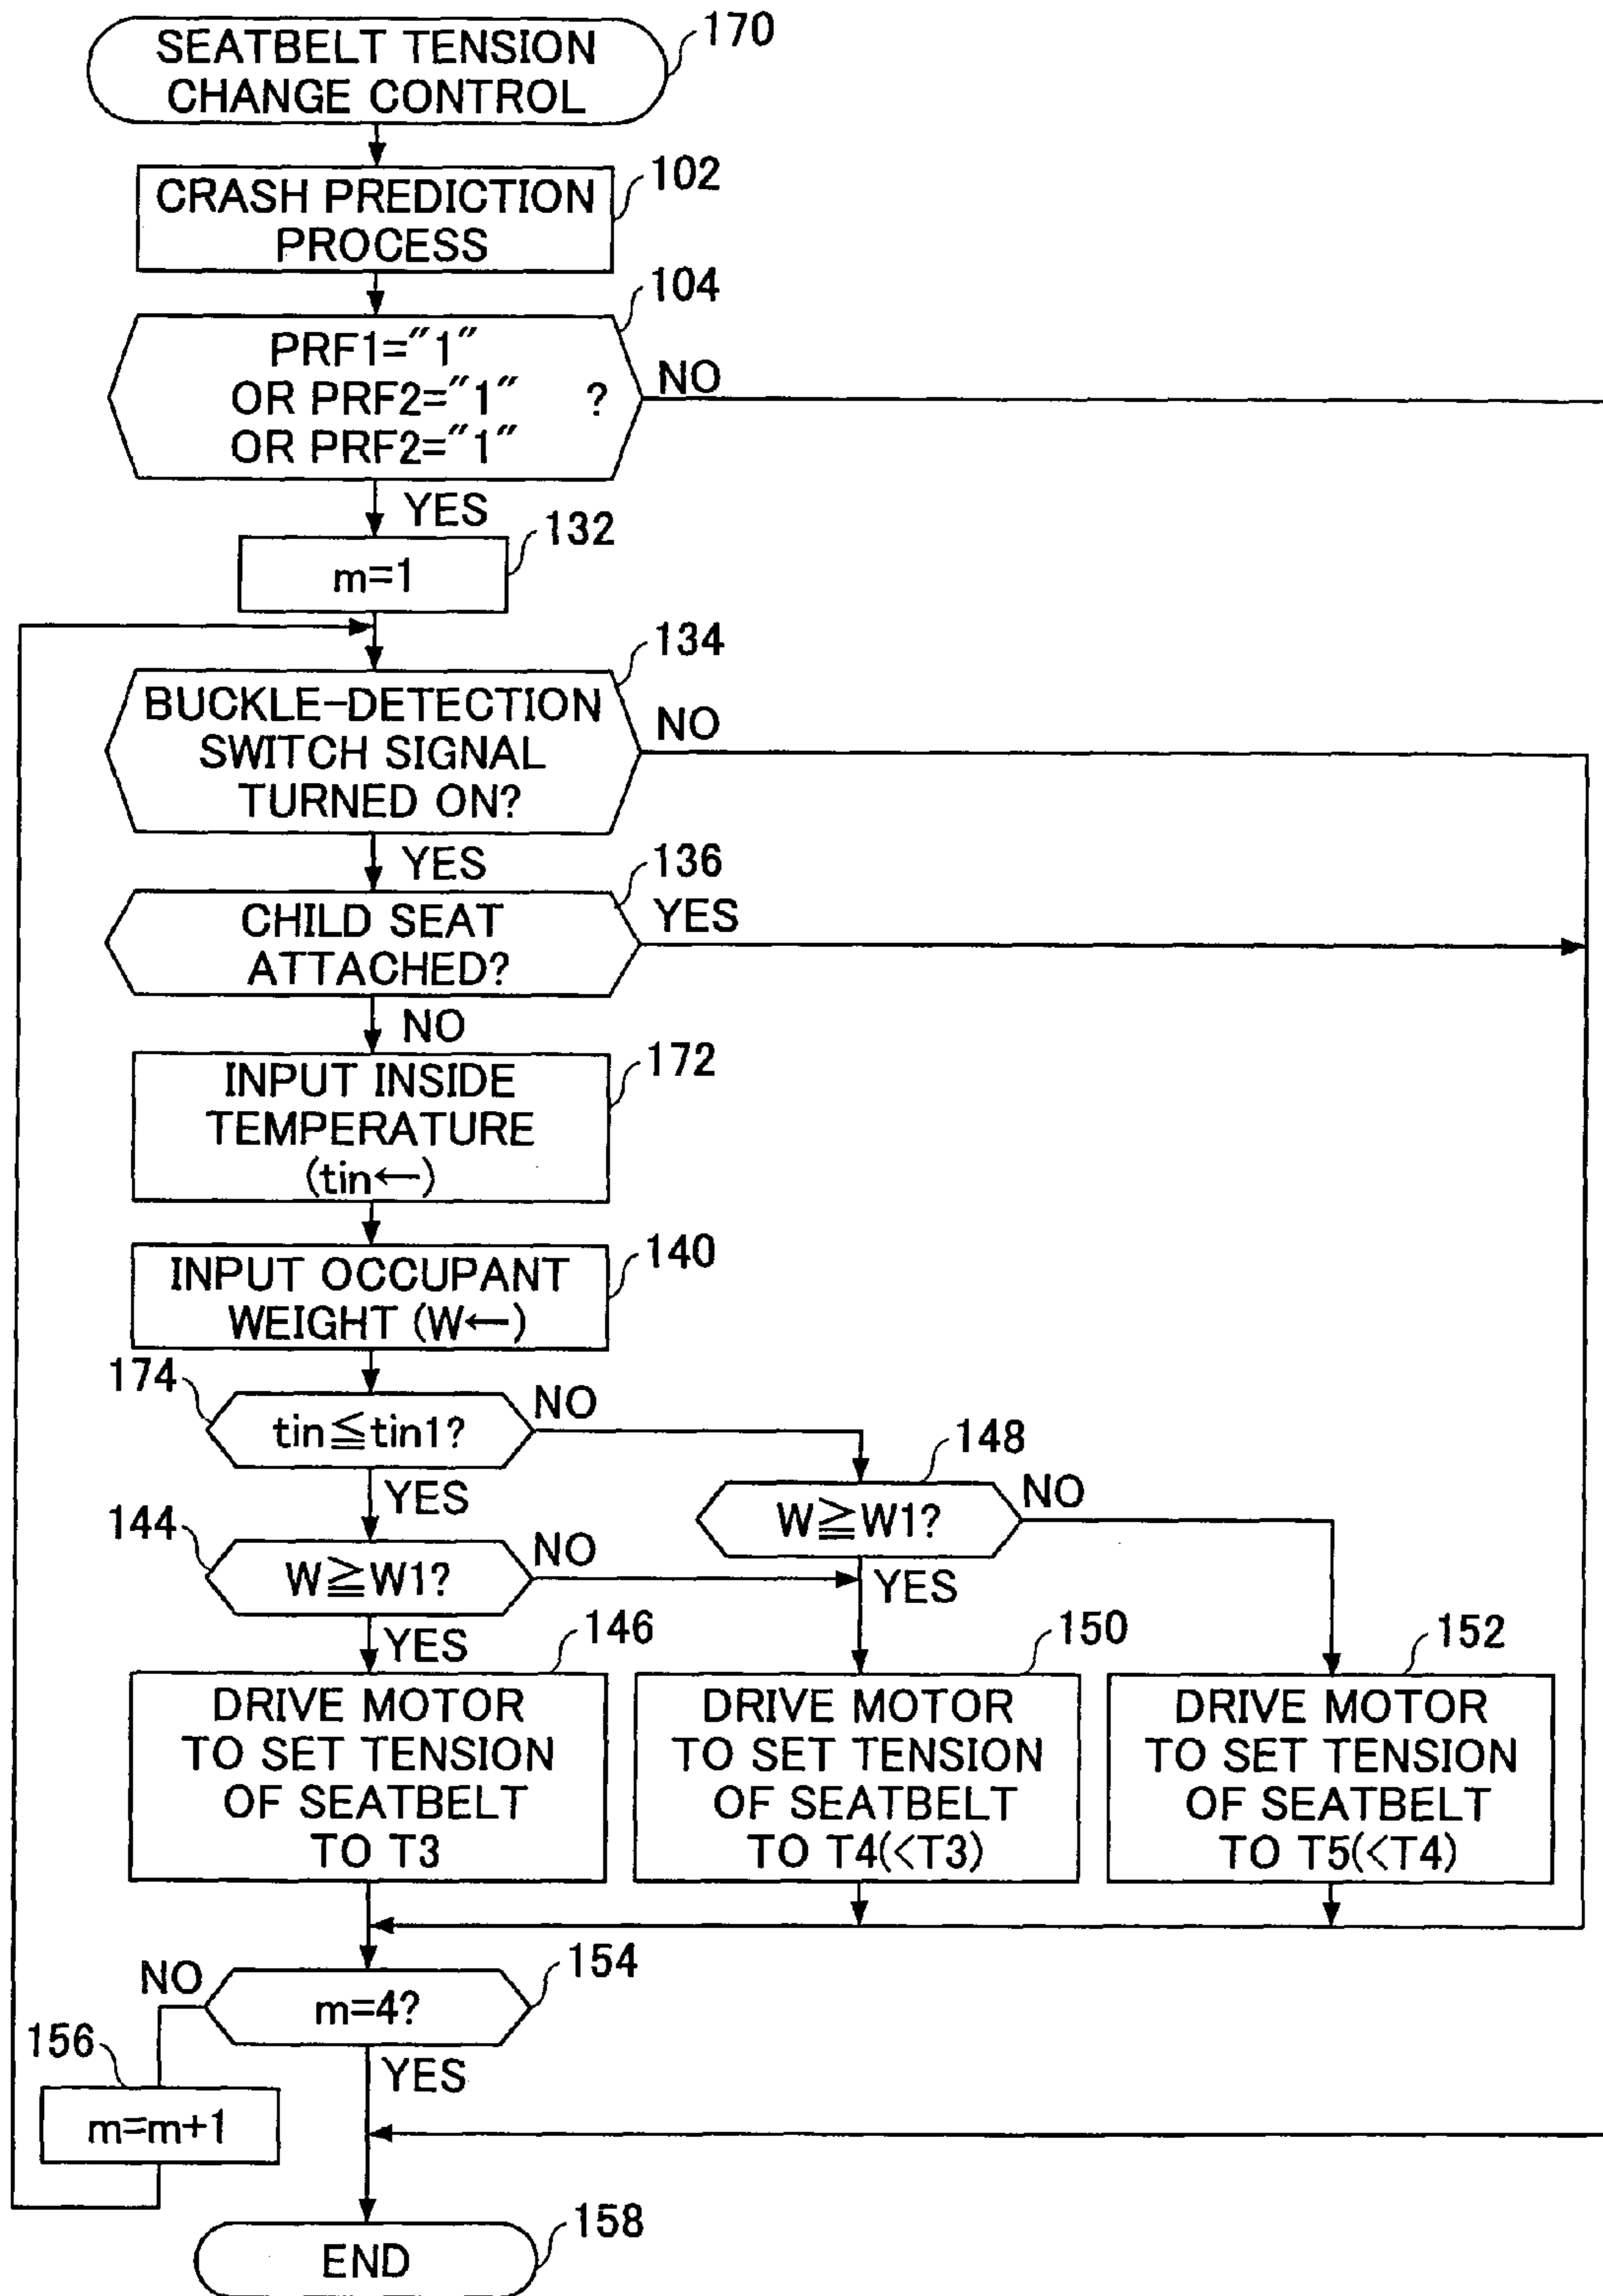 SEATBELT TENSION
CHANGE CONTROL
170
CRASH PREDICTION
PROCESS
102
104
PRF1="1"
OR PRF2="1" ?
OR PRF2="1"
NO
YES
132
m=1
134
BUCKLE-DETECTION
SWITCH SIGNAL
TURNED ON?
NO
YES
136
CHILD SEAT
ATTACHED?
YES
NO
172
INPUT INSIDE
TEMPERATURE
(tin←)
140
INPUT OCCUPANT
WEIGHT (W←)
174
tin≦tin1?
NO
YES
148
W≧W1?
NO
YES
144
W≧W1?
NO
YES
146
DRIVE MOTOR
TO SET TENSION
OF SEATBELT
TO T3
150
DRIVE MOTOR
TO SET TENSION
OF SEATBELT
TO T4(<T3)
152
DRIVE MOTOR
TO SET TENSION
OF SEATBELT
TO T5(<T4)
154
m=4?
NO
YES
156
m=m+1
158
END